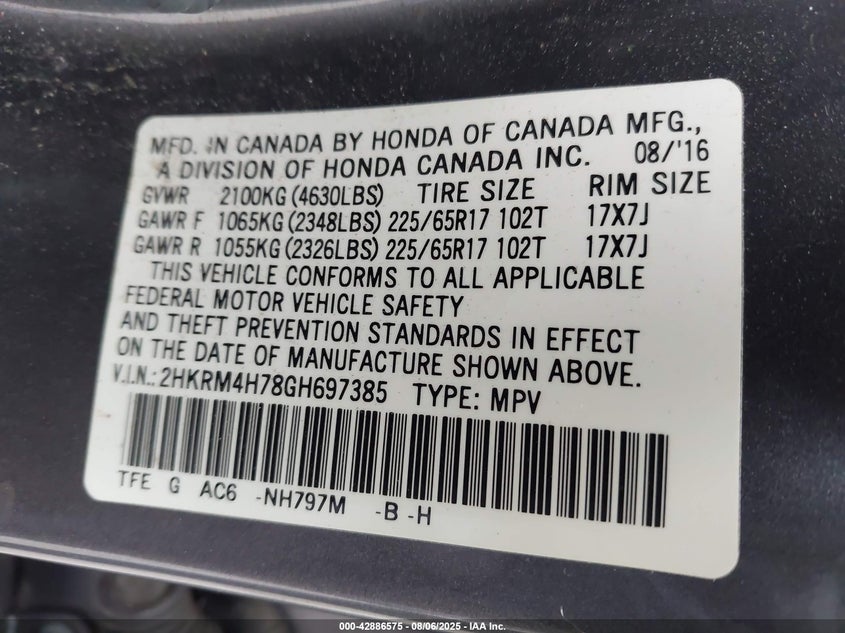 MFD. IN CANADA BY HONDA OF CANADA MFG.,
A DIVISION OF HONDA CANADA INC. 08/'16
GVWR 2100KG (4630LBS) TIRE SIZE RIM SIZE
GAWR F 1065KG (2348LBS) 225/65R17 102T 17X7J
GAWR R 1055KG (2326LBS) 225/65R17 102T 17X7J
THIS VEHICLE CONFORMS TO ALL APPLICABLE
FEDERAL MOTOR VEHICLE SAFETY
AND THEFT PREVENTION STANDARDS IN EFFECT
ON THE DATE OF MANUFACTURE SHOWN ABOVE.
V.I.N.: 2HKRM4H78GH697385 TYPE: MPV
TFE G AC6 -NH797M -B -H
000-42886575 - 08/06/2025 - IAA Inc.